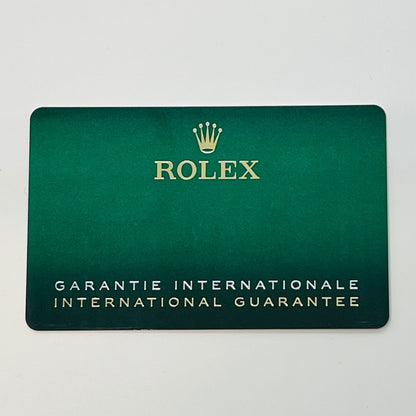 ROLEX
GARANTIE INTERNATIONALE
INTERNATIONAL GUARANTEE